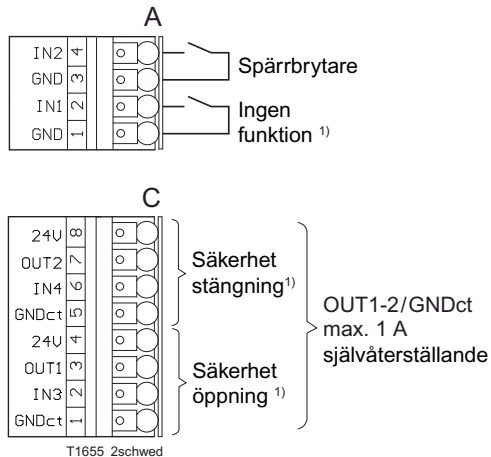 A
IN2 4
GND 3
IN1 2
GND 1
Spärrbrytare
Ingen
funktion 1)
C
24V 8
OUT2 7
IN4 6
GNDct 5
24V 4
OUT1 3
IN3 2
GNDct 1
Säkerhet
stängning1)
Säkerhet
öppning 1)
OUT1-2/GNDct
max. 1 A
självåterställande
T1655_2schwed